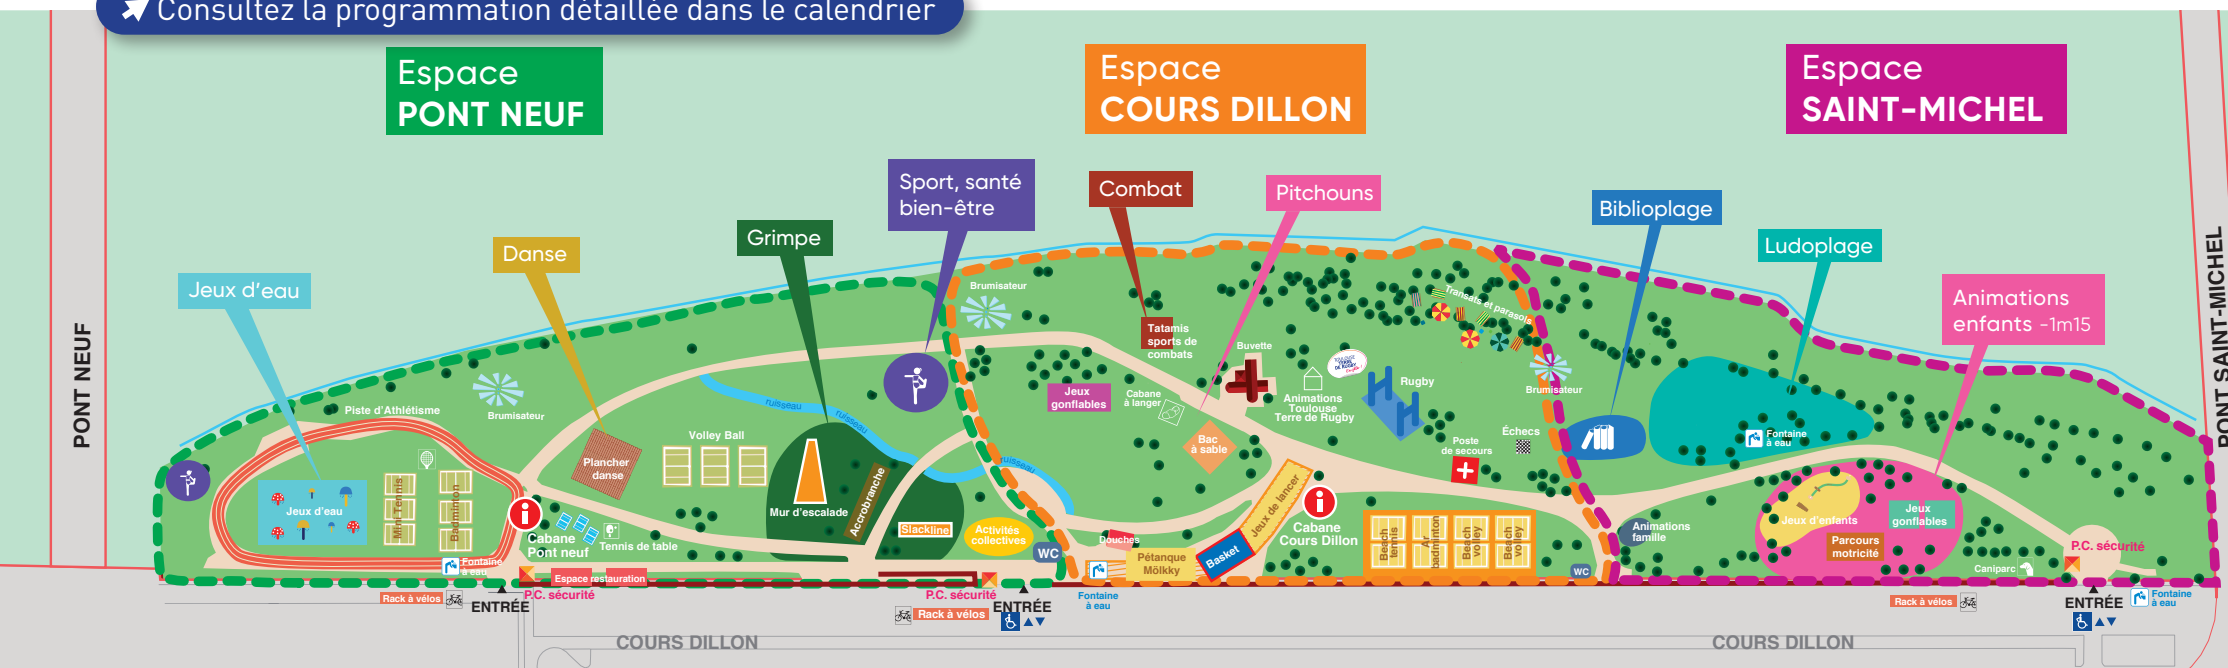 Consultez la programmation détaillée dans le calendrier
Espace
PONT NEUF
Espace
COURS DILLON
Espace
SAINT-MICHEL
Sport, santé
bien-être
Combat
Pitchouns
Biblioplage
Grimpe
Danse
Ludoplage
Jeux d'eau
Animations
enfants -1m15
PONT NEUF
PONT SAINT-MICHEL
Brumisateur
Transats et parasols
Tatamis
sports de
combats
Buvette
Brumisateur
Piste d'Athlétisme
Brumisateur
ruisseau
ruisseau
ruisseau
Jeux
gonflables
Cabane
à langer
Animations
Toulouse
Terre de Rugby
TOULOUSE
TERRE
DE RUGBY
Rugby
Volley Ball
Plancher
danse
Bac
à sable
Poste
de secours
Échecs
Fontaine
à eau
Jeux d'eau
Mini Tennis
Badminton
Mur d'escalade
Accrobranche
Slackline
Activités
collectives
Jeux de lancer
Cabane
Cours Dillon
Cabane
Pont neuf
Tennis de table
Fontaine
à eau
WC
Douches
Pétanque
Mölkky
Basket
Beach
tennis
Air
badminton
Beach
volley
Beach
volley
WC
Animations
famille
Jeux d'enfants
Jeux
gonflables
Parcours
motricité
Caniparc
P.C. sécurité
Espace restauration
P.C. sécurité
Rack à vélos
ENTRÉE
P.C. sécurité
Rack à vélos
ENTRÉE
Fontaine
à eau
Rack à vélos
ENTRÉE
Fontaine
à eau
COURS DILLON
COURS DILLON